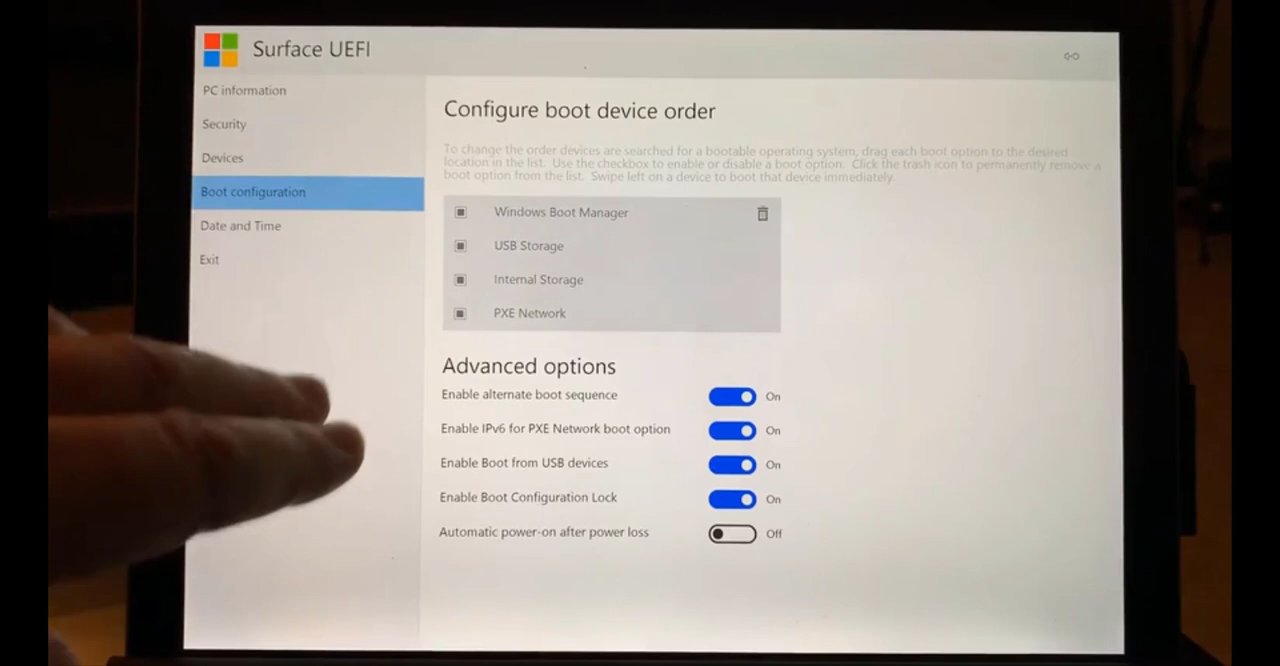 Surface UEFI
PC information
Security
Devices
Boot configuration
Date and Time
Exit
Configure boot device order
To change the order devices are searched for a bootable operating system, drag each boot option to the desired
location in the list. Use the checkbox to enable or disable a boot option. Click the trash icon to permanently remove a
boot option from the list. Swipe left on a device to boot that device immediately.
Windows Boot Manager
USB Storage
Internal Storage
PXE Network
Advanced options
Enable alternate boot sequence On
Enable IPv6 for PXE Network boot option On
Enable Boot from USB devices On
Enable Boot Configuration Lock On
Automatic power-on after power loss Off